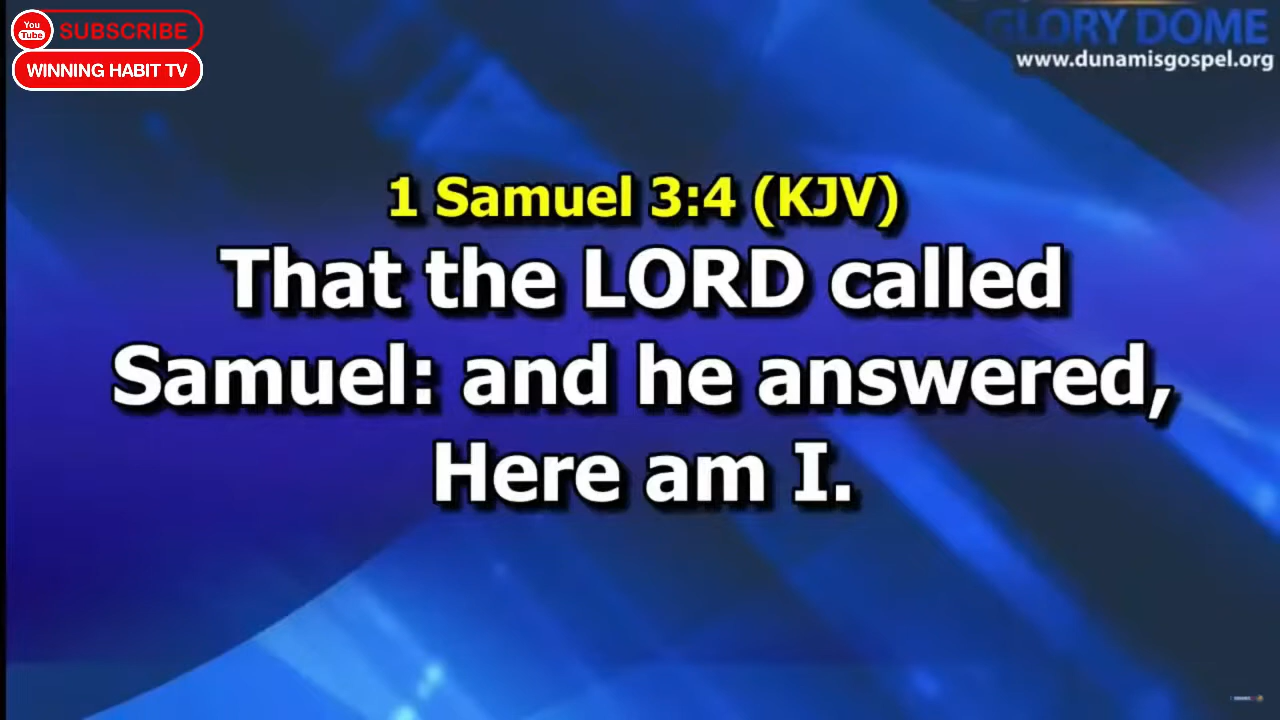 You
Tube
SUBSCRIBE
WINNING HABIT TV
GLORY DOME
www.dunamisgospel.org
1 Samuel 3:4 (KJV)
That the LORD called
Samuel: and he answered,
Here am I.